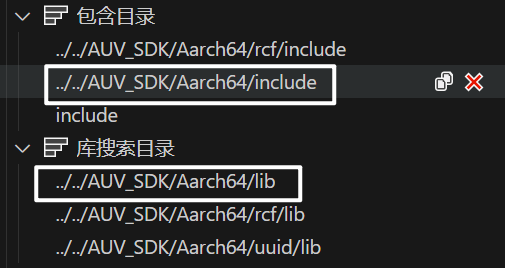 包含目录
../../AUV_SDK/Aarch64/rcf/include
../../AUV_SDK/Aarch64/include
include
库搜索目录
../../AUV_SDK/Aarch64/lib
../../AUV_SDK/Aarch64/rcf/lib
../../AUV_SDK/Aarch64/uuid/lib